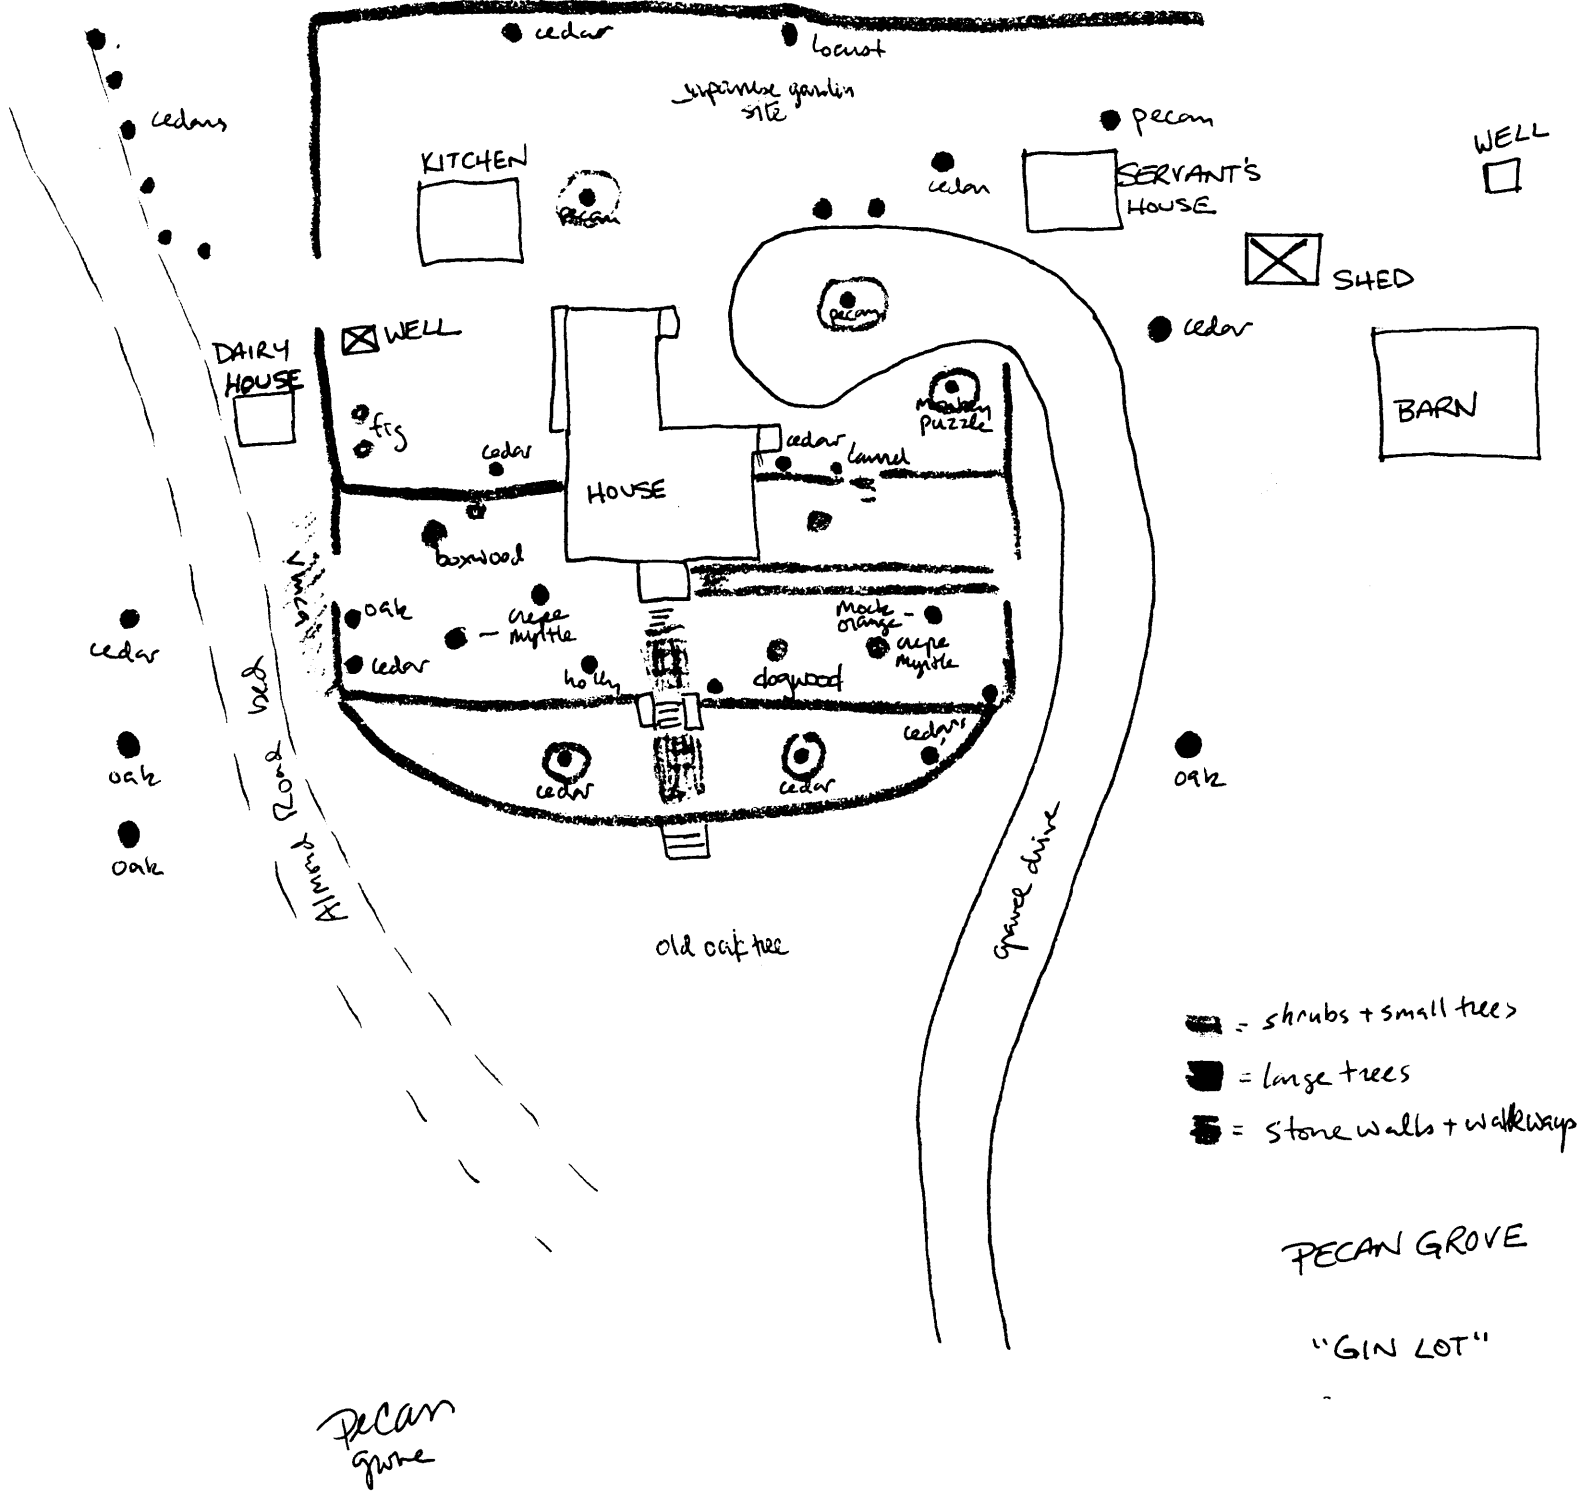 cedar
locust
Japanese garden
site
cedars
pecan
WELL
KITCHEN
cedar
SERVANT'S
HOUSE
pecan
SHED
pecan
cedar
WELL
DAIRY
HOUSE
monkey
puzzle
BARN
fig
cedar
cedar
laurel
HOUSE
boxwood
vinca
oak
crepe
myrtle
mock
orange
crepe
myrtle
cedar
cedar
holly
dogwood
cedars
cedar
cedar
oak
oak
oak
Almond Road bed
gravel drive
old oak tree
= shrubs + small trees
= large trees
= stone walls + walkways
PECAN GROVE
"GIN LOT"
Pecan
grove